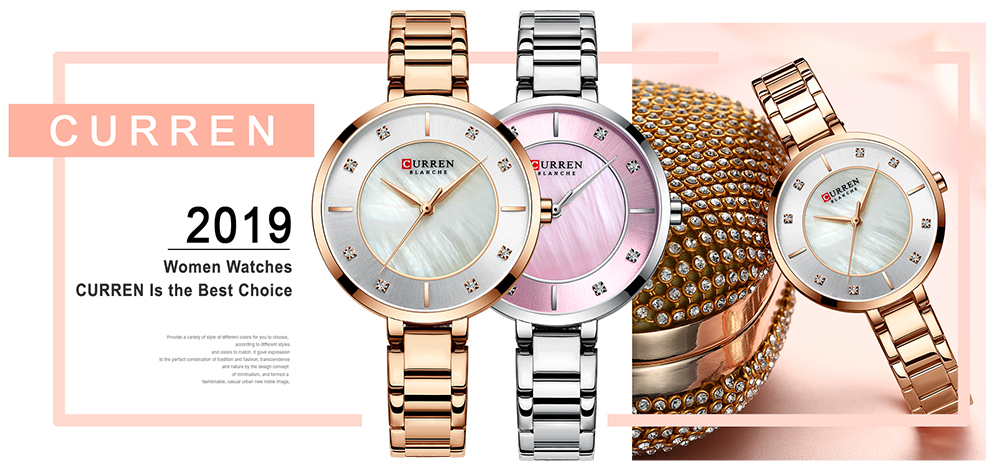 CURREN
2019
Women Watches
CURREN Is the Best Choice
Provide a variety of style of different colors for you to choose,
according to different styles
and colors to match. It gave expression
to the perfect combination of tradition and fashion, transcendence
and nature by the design concept
of minimalism, and formed a
fashionable, casual urban new noble image,
CURREN
BLANCHE
CURREN
BLANCHE
CURREN
BLANCHE